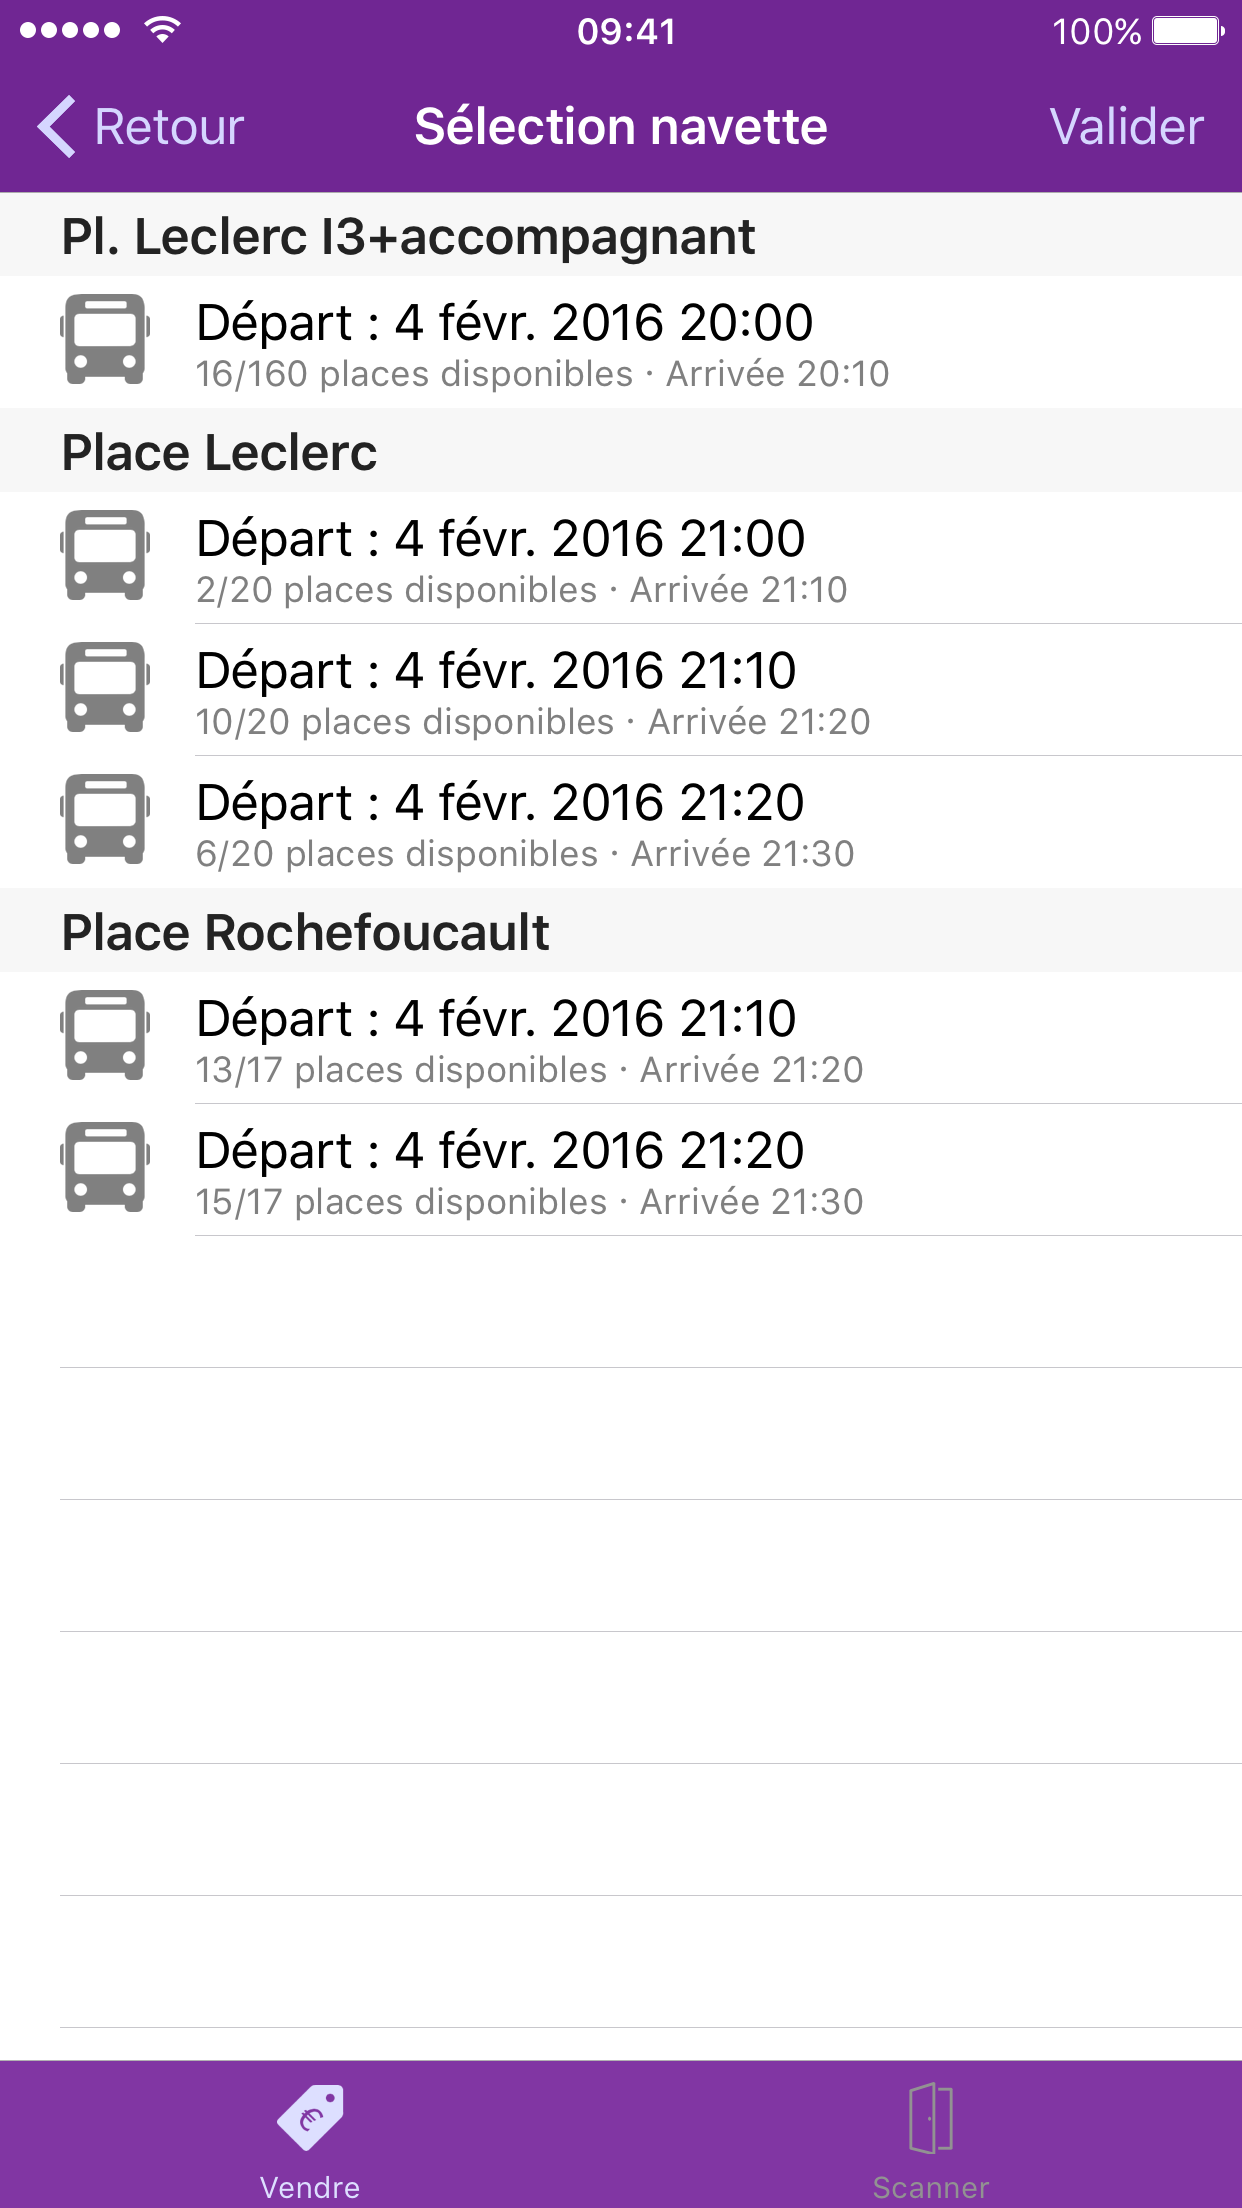 09:41
100%
Retour
Sélection navette
Valider
Pl. Leclerc I3+accompagnant
Départ : 4 févr. 2016 20:00
16/160 places disponibles · Arrivée 20:10
Place Leclerc
Départ : 4 févr. 2016 21:00
2/20 places disponibles · Arrivée 21:10
Départ : 4 févr. 2016 21:10
10/20 places disponibles · Arrivée 21:20
Départ : 4 févr. 2016 21:20
6/20 places disponibles · Arrivée 21:30
Place Rochefoucault
Départ : 4 févr. 2016 21:10
13/17 places disponibles · Arrivée 21:20
Départ : 4 févr. 2016 21:20
15/17 places disponibles · Arrivée 21:30
€
Vendre
Scanner